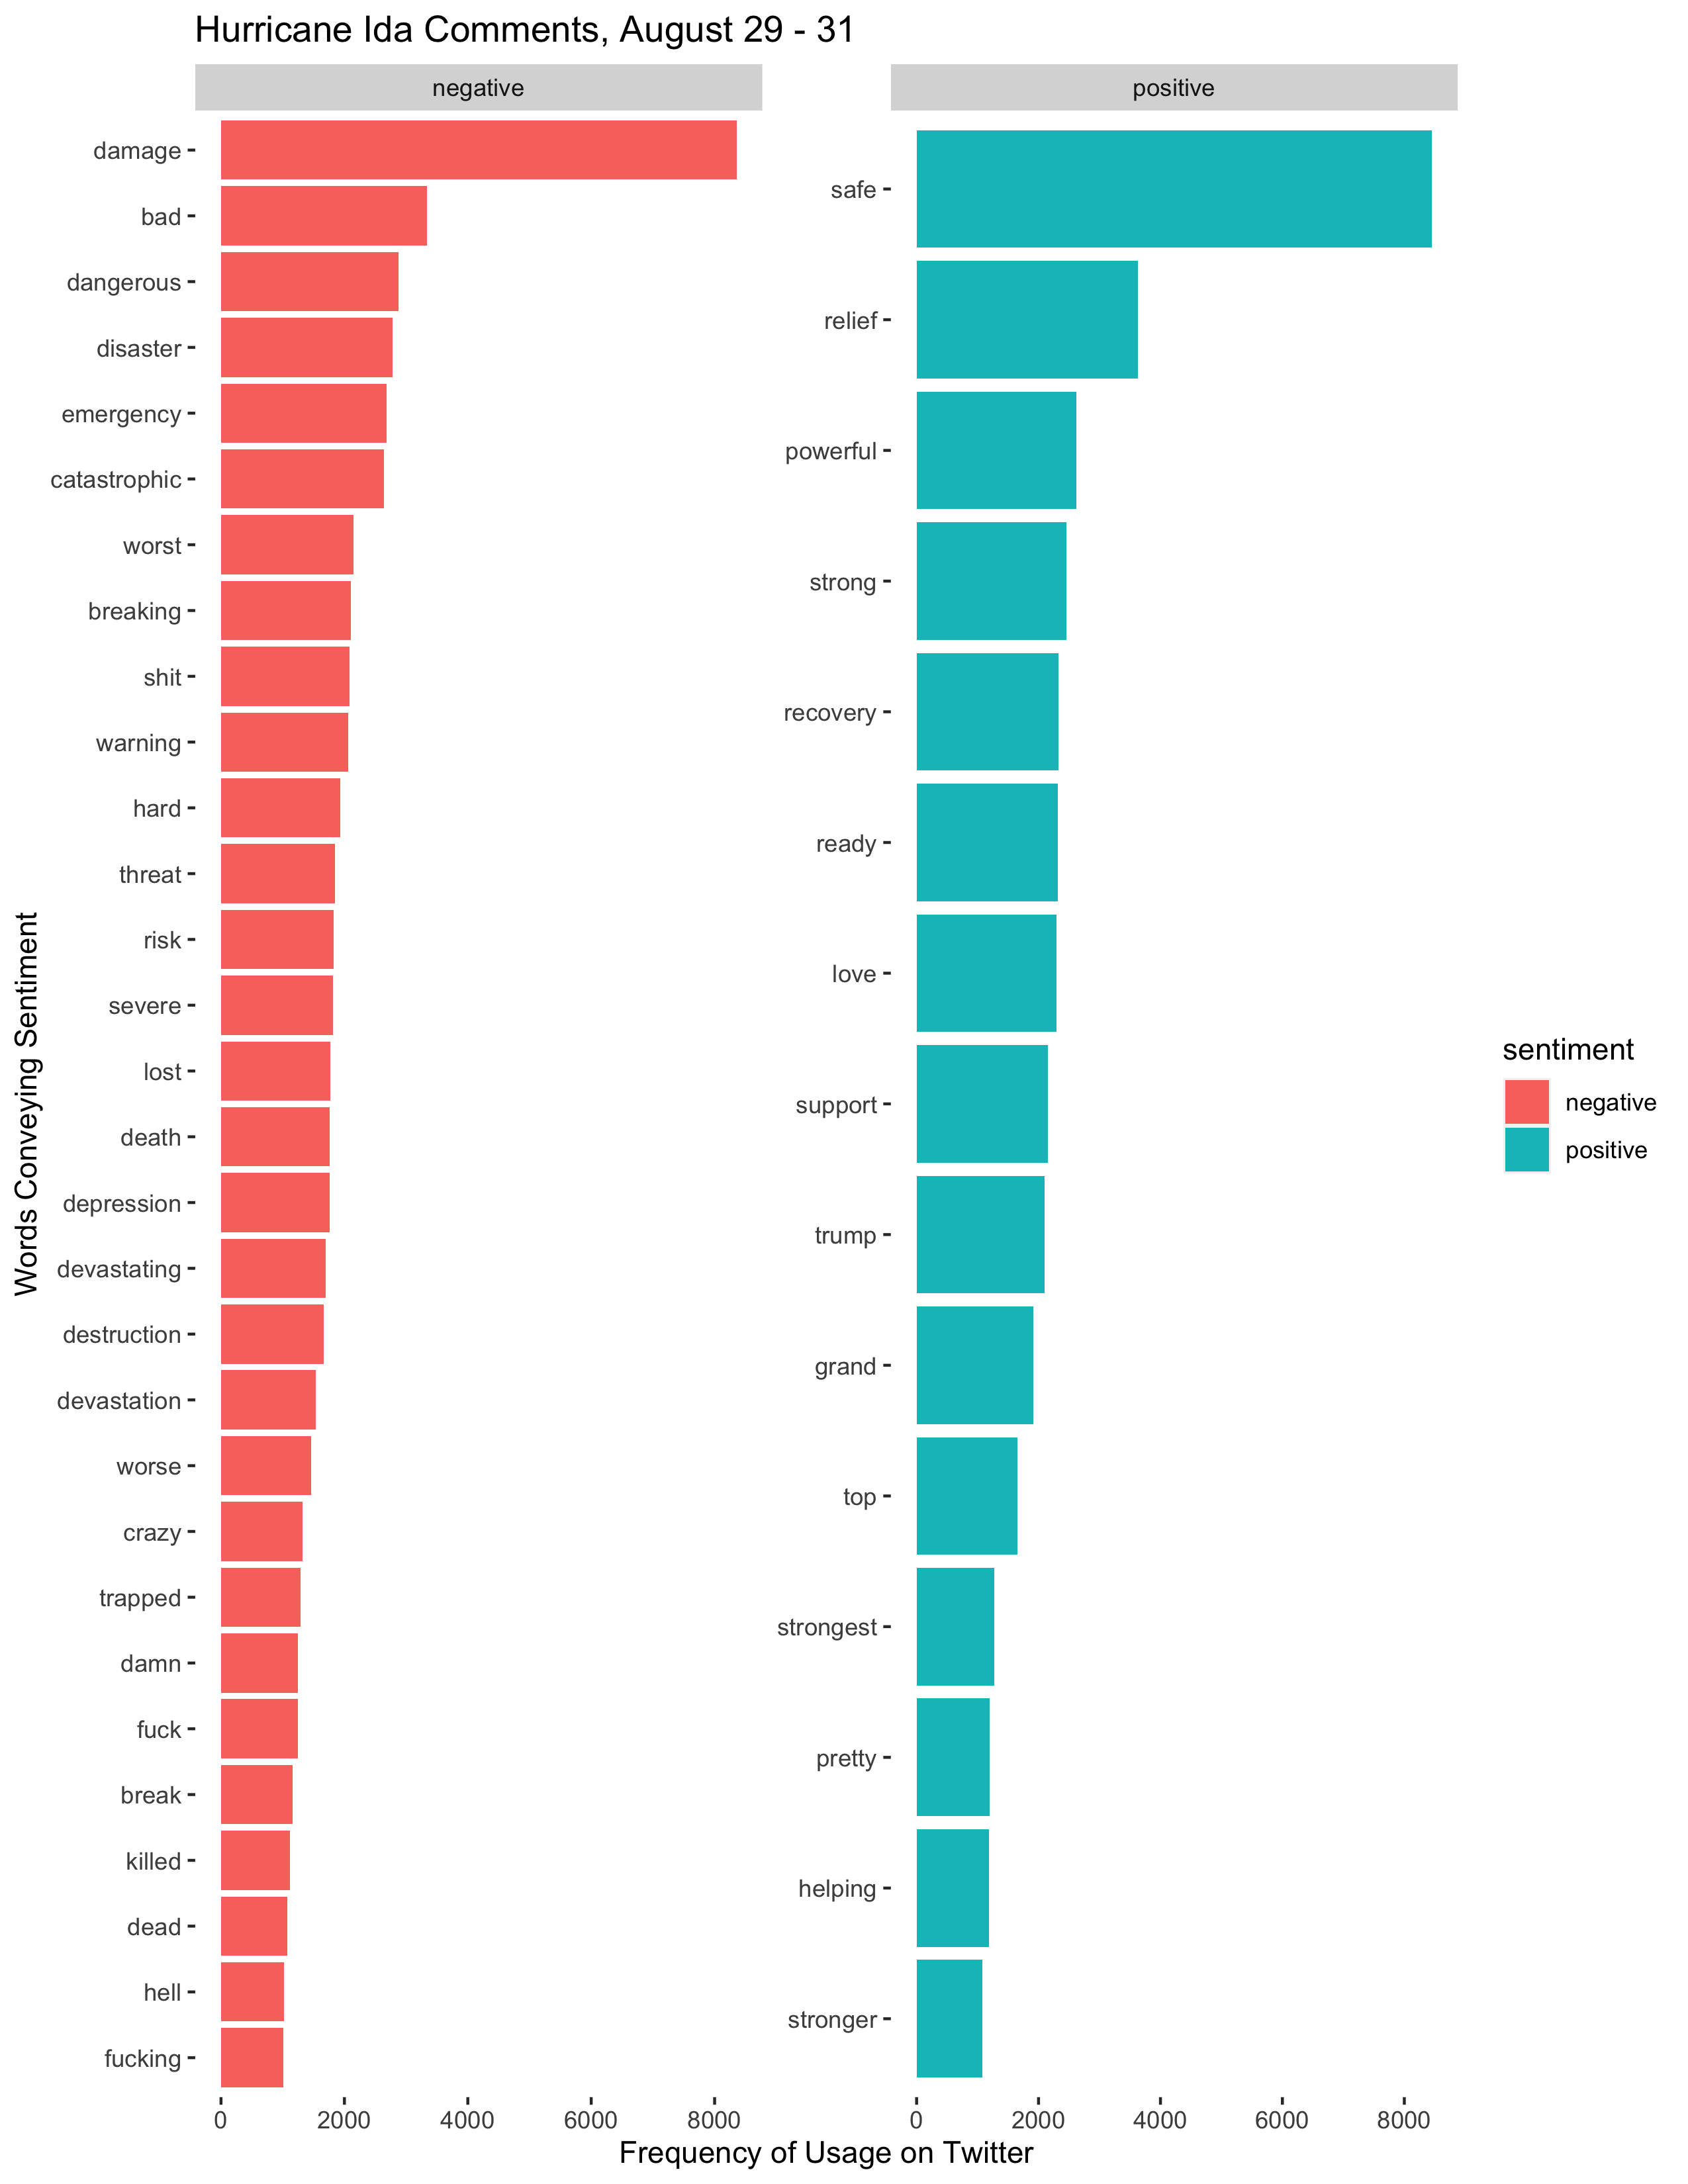 Hurricane Ida Comments, August 29 - 31
negative
damage
bad
dangerous
disaster
emergency
catastrophic
worst
breaking
shit
warning
hard
threat
risk
severe
lost
death
depression
devastating
destruction
devastation
worse
crazy
trapped
damn
fuck
break
killed
dead
hell
fucking
0 2000 4000 6000 8000
positive
safe
relief
powerful
strong
recovery
ready
love
support
trump
grand
top
strongest
pretty
helping
stronger
0 2000 4000 6000 8000
Words Conveying Sentiment
Frequency of Usage on Twitter
sentiment
negative
positive